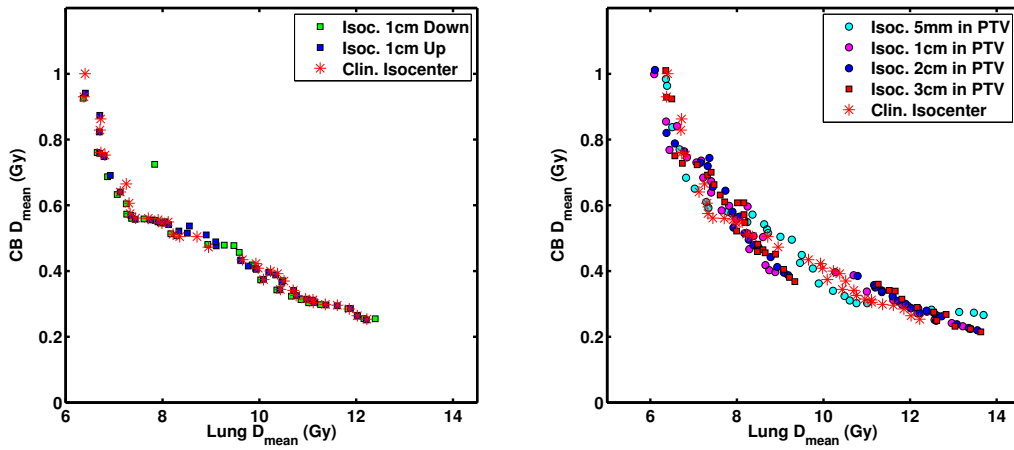 Isoc. 1cm Down
Isoc. 1cm Up
Clin. Isocenter
1
0.8
0.6
0.4
0.2
0
CB D_mean (Gy)
6 8 10 12 14
Lung D_mean (Gy)
Isoc. 5mm in PTV
Isoc. 1cm in PTV
Isoc. 2cm in PTV
Isoc. 3cm in PTV
Clin. Isocenter
1
0.8
0.6
0.4
0.2
0
CB D_mean (Gy)
6 8 10 12 14
Lung D_mean (Gy)